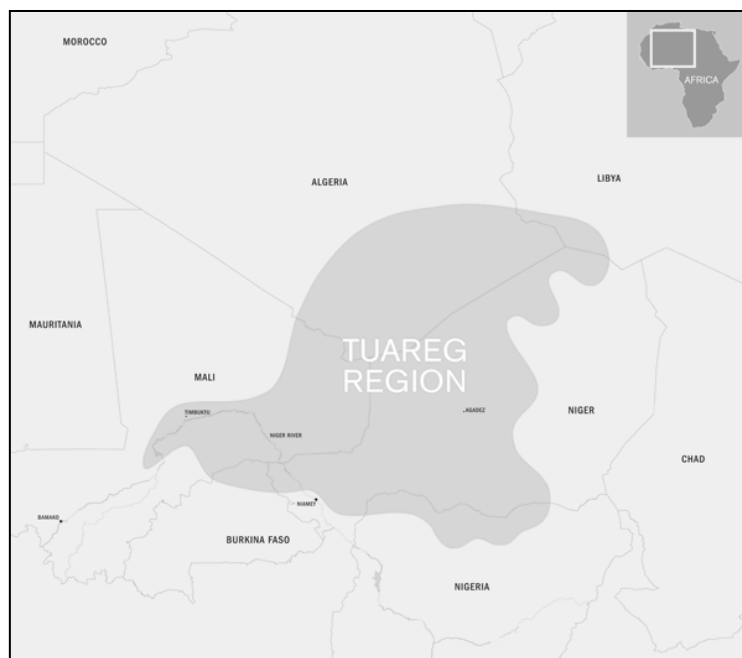 MOROCCO
AFRICA
ALGERIA
LIBYA
MAURITANIA
TUAREG
REGION
MALI
TIMBUKTU
AGADEZ
NIGER
NIGER RIVER
CHAD
NIAMEY
BAMAKO
BURKINA FASO
NIGERIA